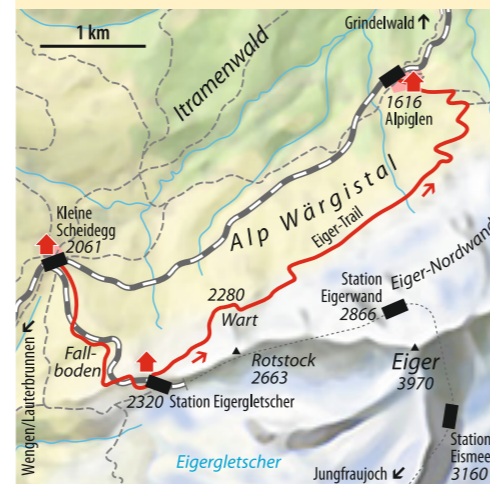 1 km
Grindelwald ↑
Itramenwald
1616
Alpiglen
Kleine
Scheidegg
2061
Alp Wärgistal
Eiger-Trail
Eiger-Nordwand
Station
Eigerwand
2866
2280
Wart
Wengen/Lauterbrunnen ↙
Fall-
boden
Rotstock
2663
Eiger
3970
2320 Station Eigergletscher
Station
Eismeer
3160
Eigergletscher
Jungfraujoch ↙